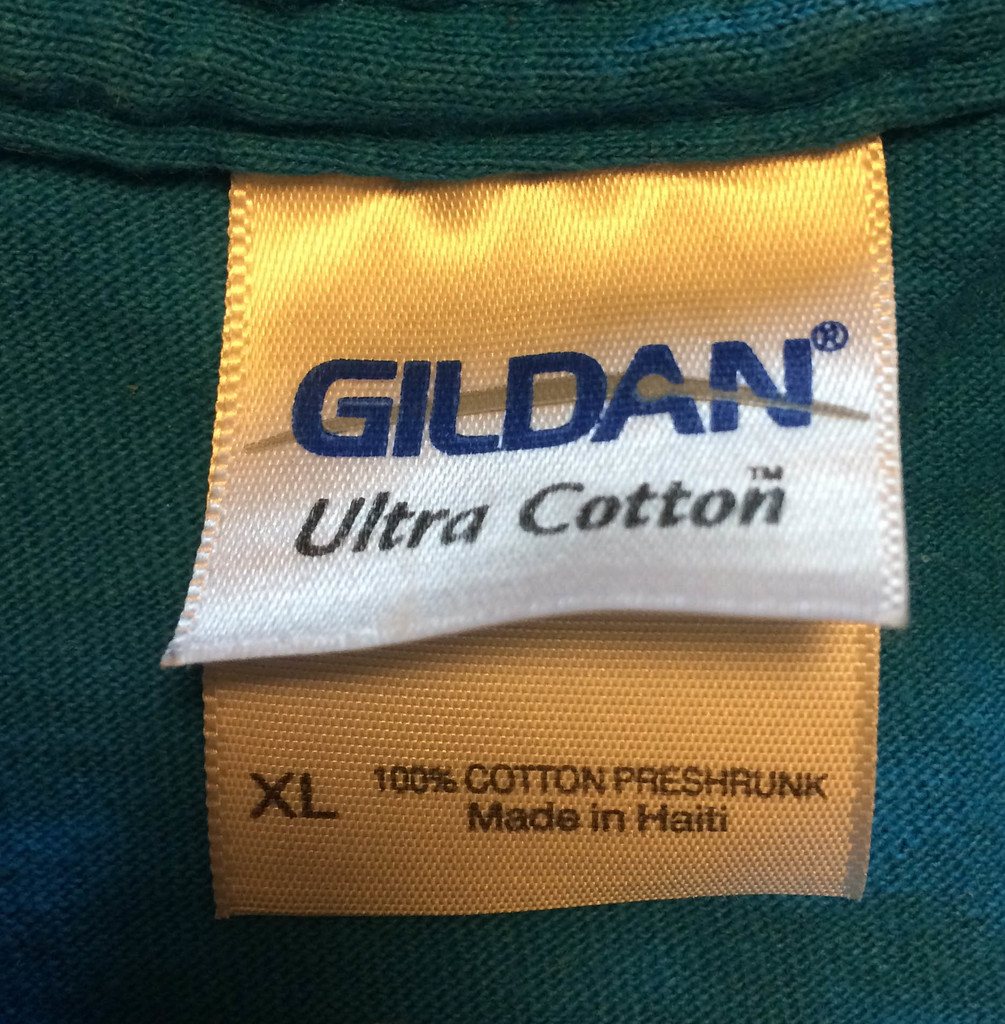 GILDAN®
Ultra Cotton™
XL 100% COTTON PRESHRUNK
Made in Haiti